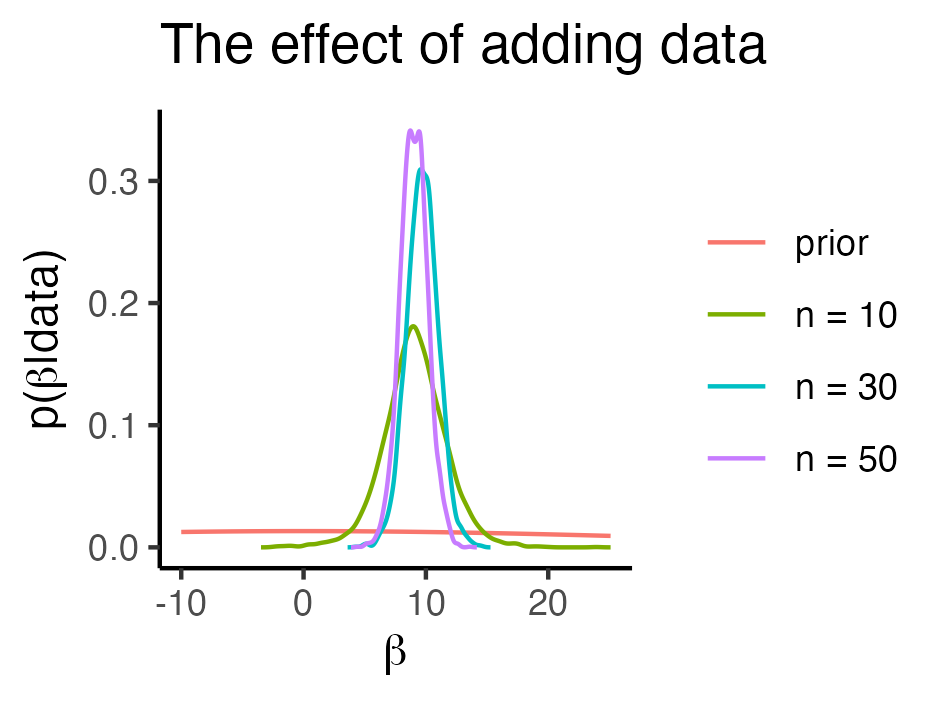 The effect of adding data
p(β|data)
0.3
0.2
0.1
0.0
-10 0 10 20
β
prior
n = 10
n = 30
n = 50